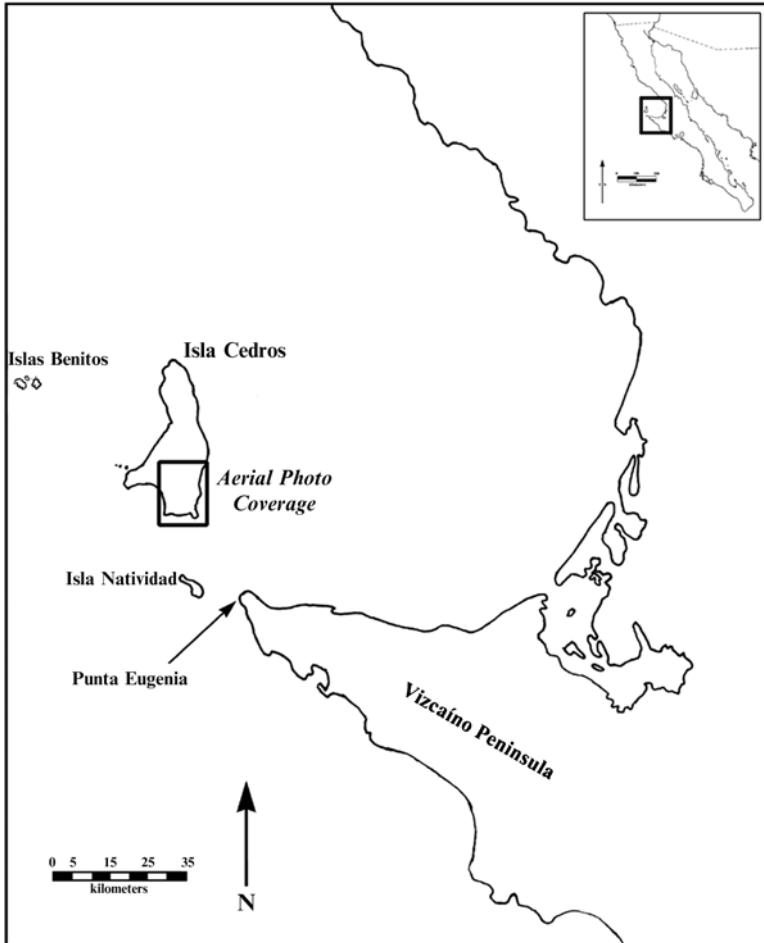 Islas Benitos
Isla Cedros
Aerial Photo
Coverage
Isla Natividad
Punta Eugenia
Vizcaíno Peninsula
0 5 15 25 35
kilometers
N